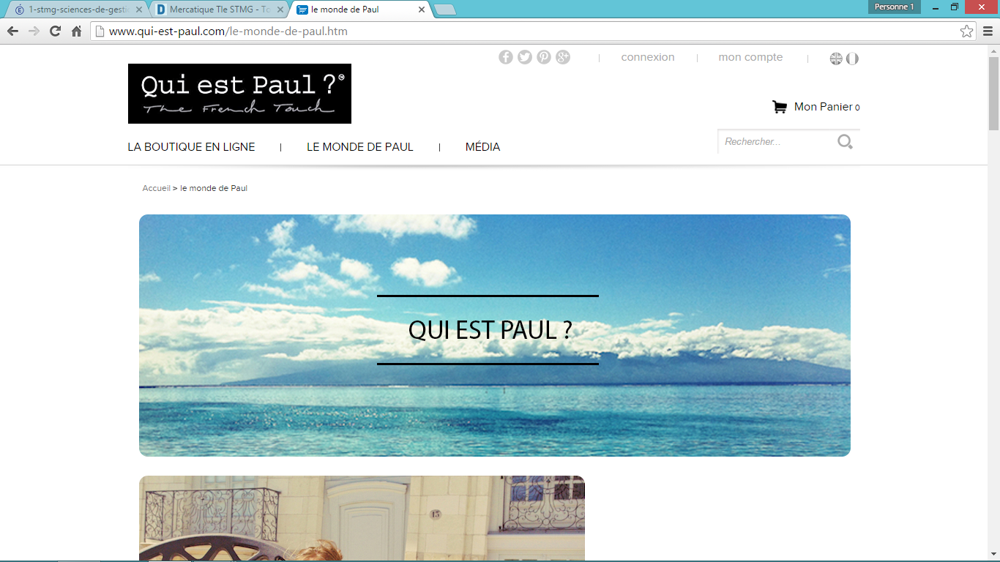 1-stmg-sciences-de-gesti
Mercatique Tle STMG - To
le monde de Paul
Personne 1
www.qui-est-paul.com/le-monde-de-paul.htm
connexion
mon compte
Qui est Paul ?®
The French Touch
Mon Panier 0
LA BOUTIQUE EN LIGNE
LE MONDE DE PAUL
MÉDIA
Rechercher...
Accueil > le monde de Paul
QUI EST PAUL ?
15